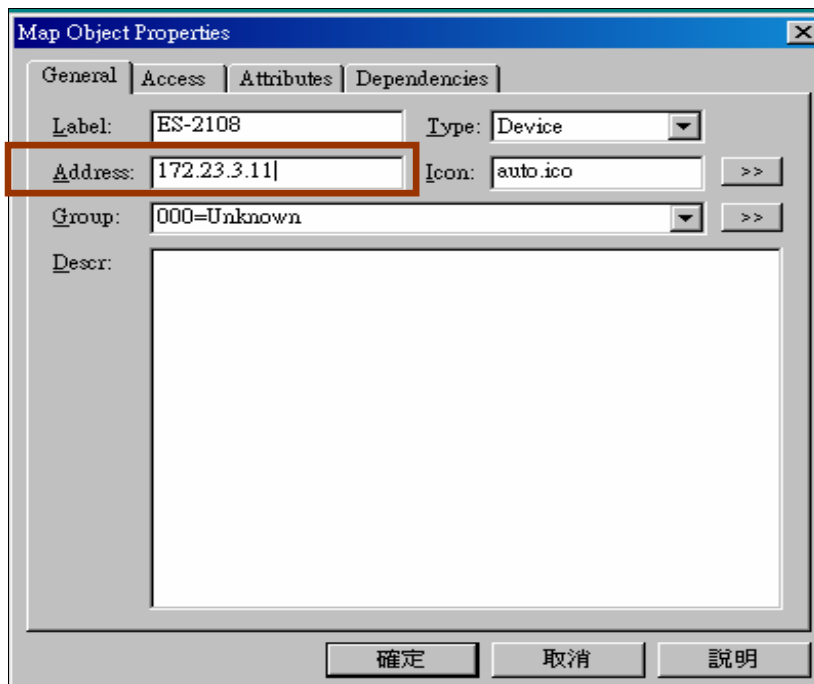 Map Object Properties
General Access Attributes Dependencies
Label: ES-2108 Type: Device
Address: 172.23.3.11 Icon: auto.ico >>
Group: 000=Unknown >>
Descr:
確定 取消 說明